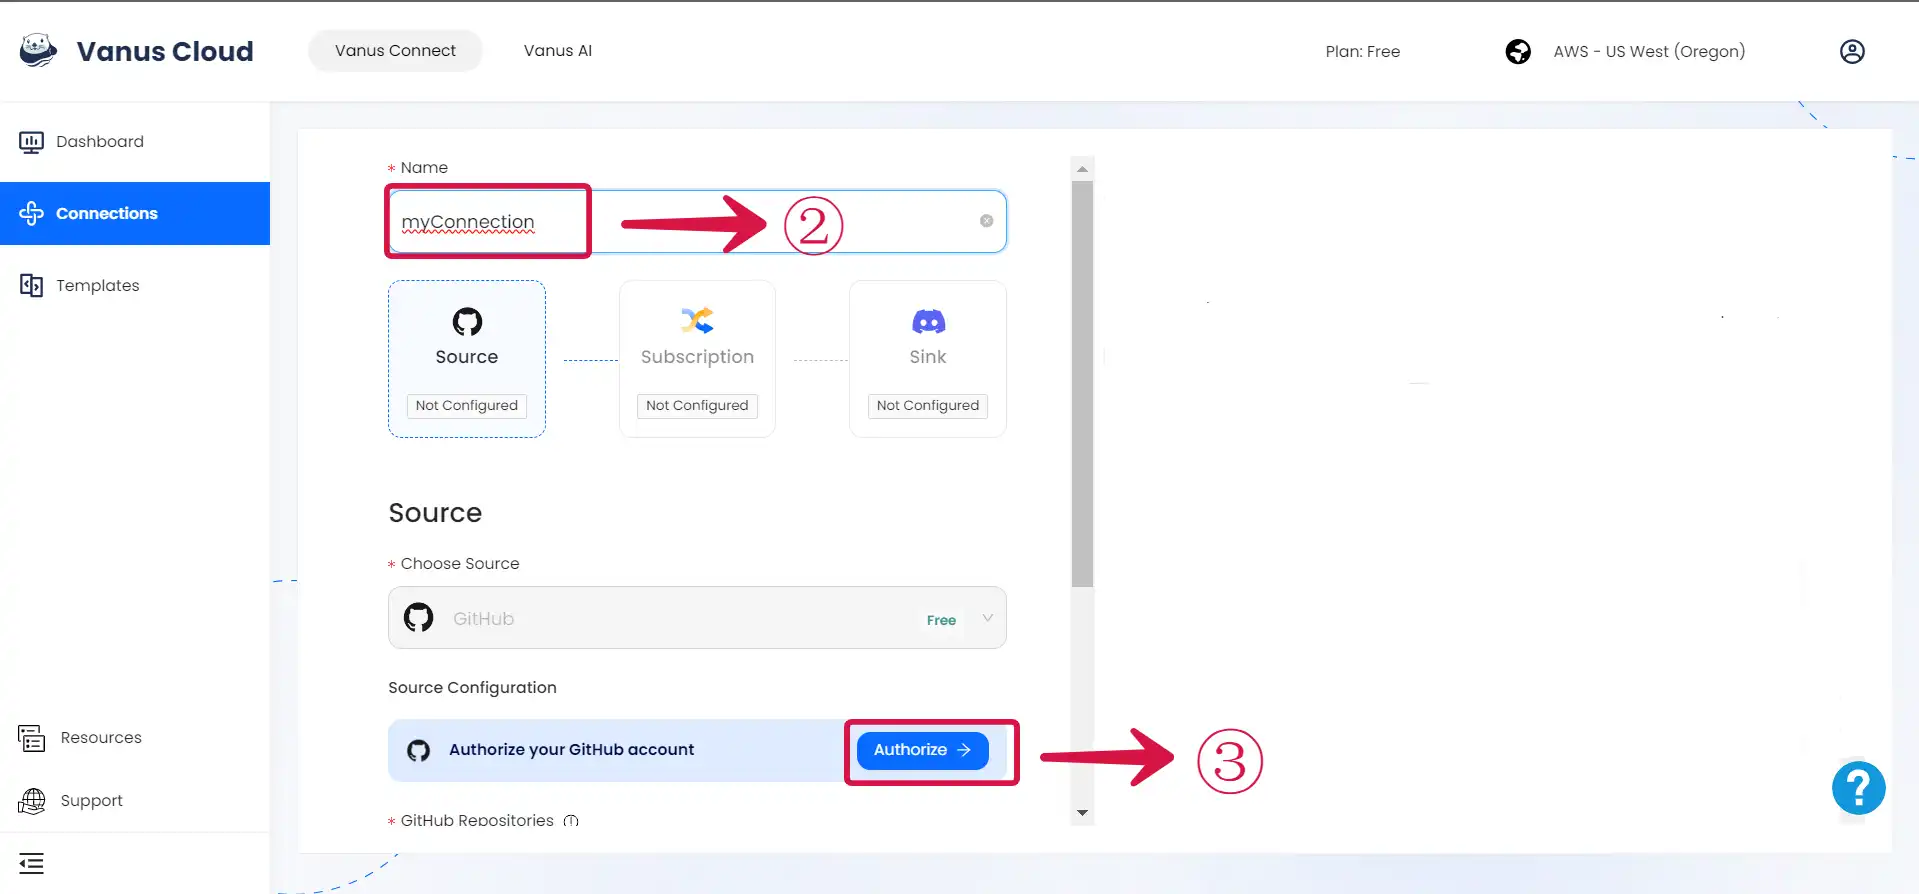 Vanus Cloud
Vanus Connect
Vanus AI
Plan: Free
AWS - US West (Oregon)
Dashboard
Connections
Templates
Resources
Support
* Name
myConnection
②
Source
Not Configured
Subscription
Not Configured
Sink
Not Configured
Source
* Choose Source
GitHub
Free
Source Configuration
Authorize your GitHub account
Authorize →
③
* GitHub Repositories
?